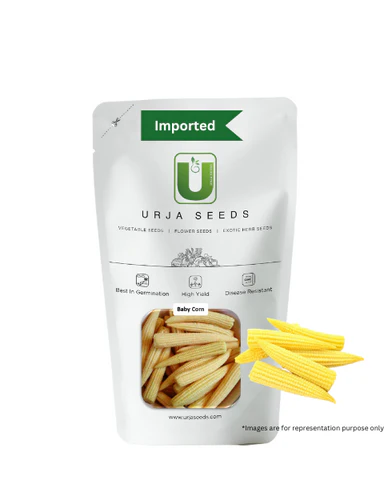 Imported
U
URJA SEEDS
VEGETABLE SEEDS | FLOWER SEEDS | EXOTIC HERB SEEDS
Best In Germination
High Yield
Disease Resistant
Baby Corn
www.urjaseeds.com
*Images are for representation purpose only